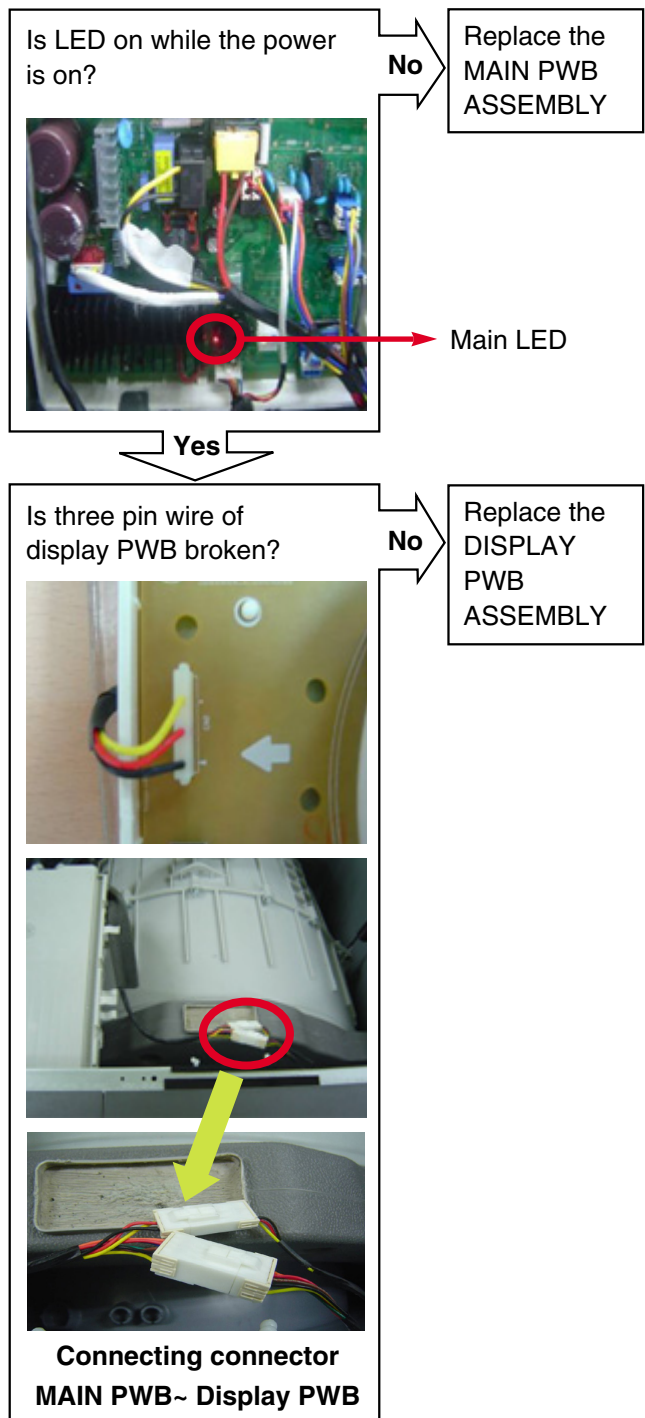 Is LED on while the power
is on?
No
Replace the
MAIN PWB
ASSEMBLY
Main LED
Yes
Is three pin wire of
display PWB broken?
No
Replace the
DISPLAY
PWB
ASSEMBLY
Connecting connector
MAIN PWB~ Display PWB